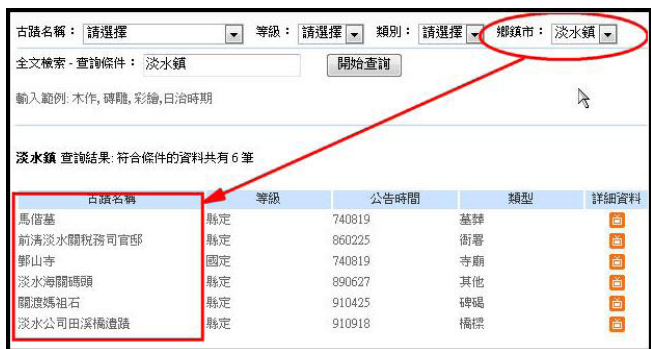 古蹟名稱： 請選擇 等級： 請選擇 類別： 請選擇 鄉鎮市： 淡水鎮
全文檢索 - 查詢條件： 淡水鎮 開始查詢
輸入範例: 木作, 磚雕, 彩繪,日治時期
淡水鎮 查詢結果: 符合條件的資料共有 6 筆
古蹟名稱 等級 公告時間 類型 詳細資料
馬偕墓 縣定 740819 墓葬
前清淡水關稅務司官邸 縣定 860225 衙署
鄞山寺 國定 740819 寺廟
淡水海關碼頭 縣定 890627 其他
關渡媽祖石 縣定 910425 碑碣
淡水公司田溪橋遺蹟 縣定 910918 橋樑